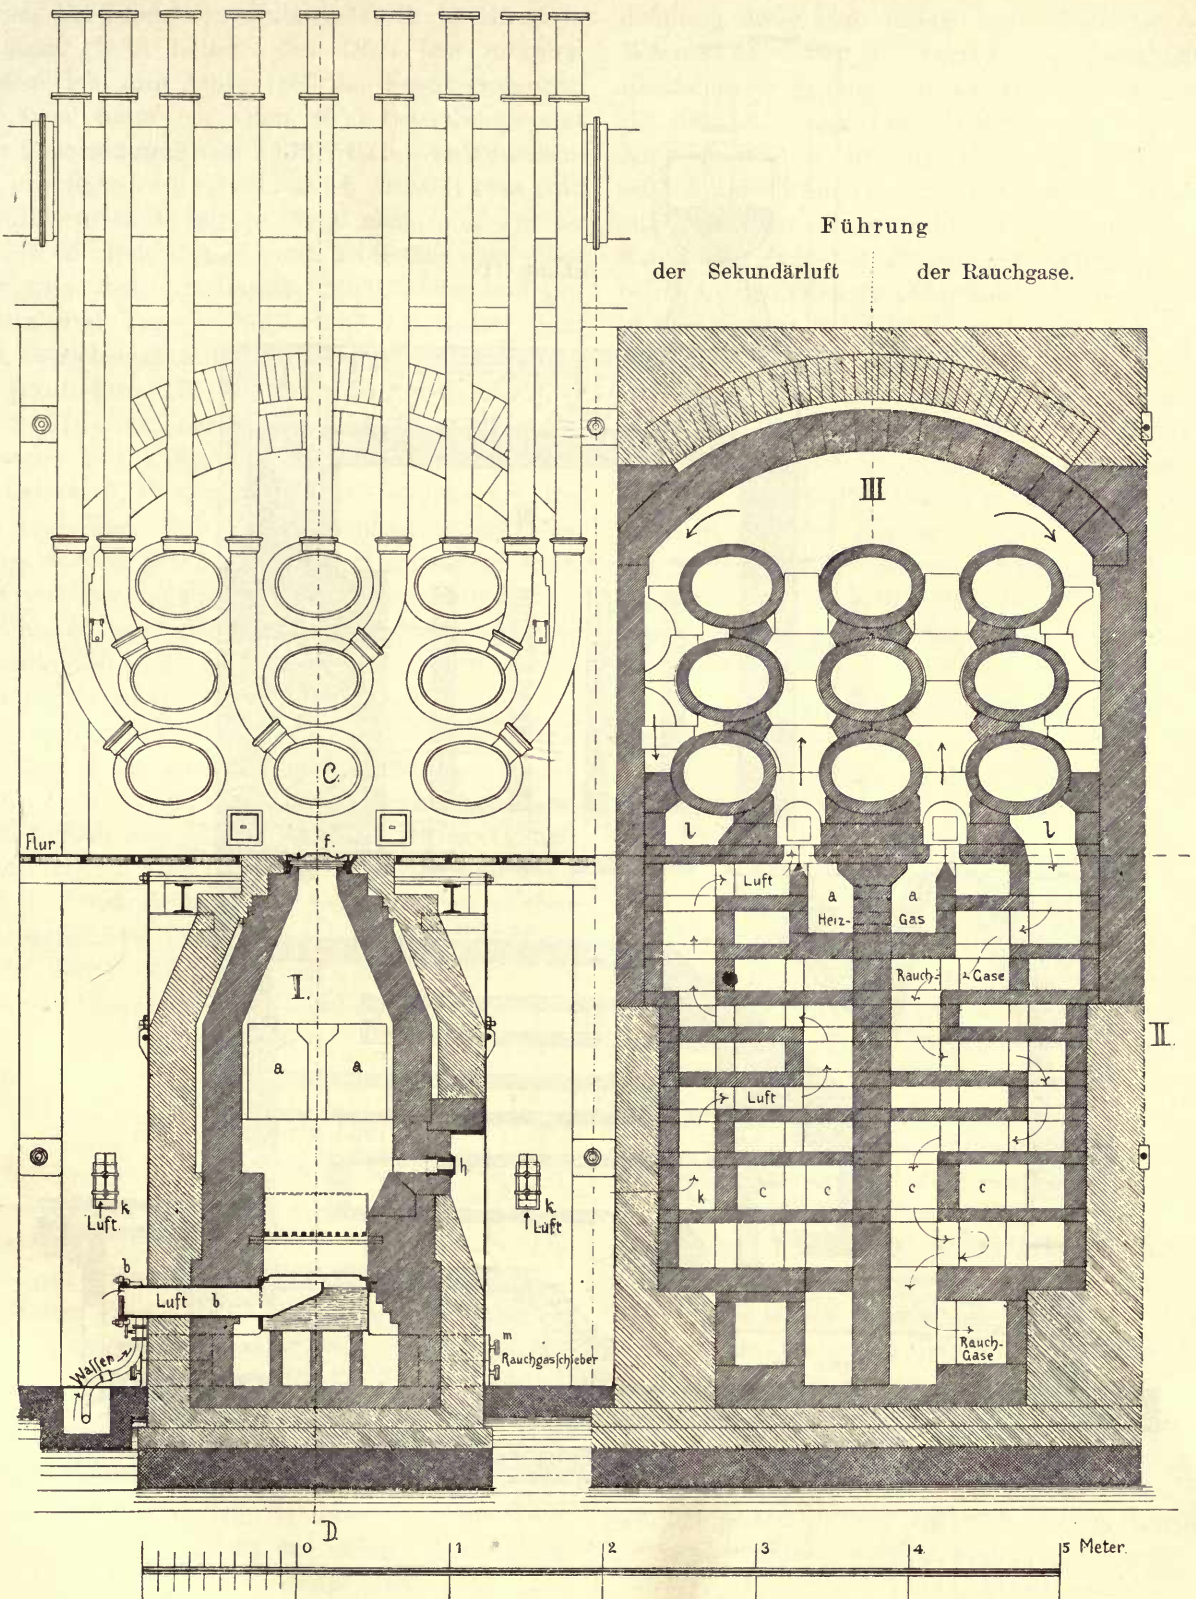 Führung
der Sekundärluft der Rauchgase.
III
C.
Flur
f.
l
l
Luft
a
Heiz-
a
Gas
I.
Rauch-
Gase
II.
a
a
Luft
h
k
Luft.
k
Luft
k
c
c
c
c
b
Luft b
m
Rauchgasschieber
Wasser
Rauch-
Gase
D.
0 1 2 3 4 5 Meter.